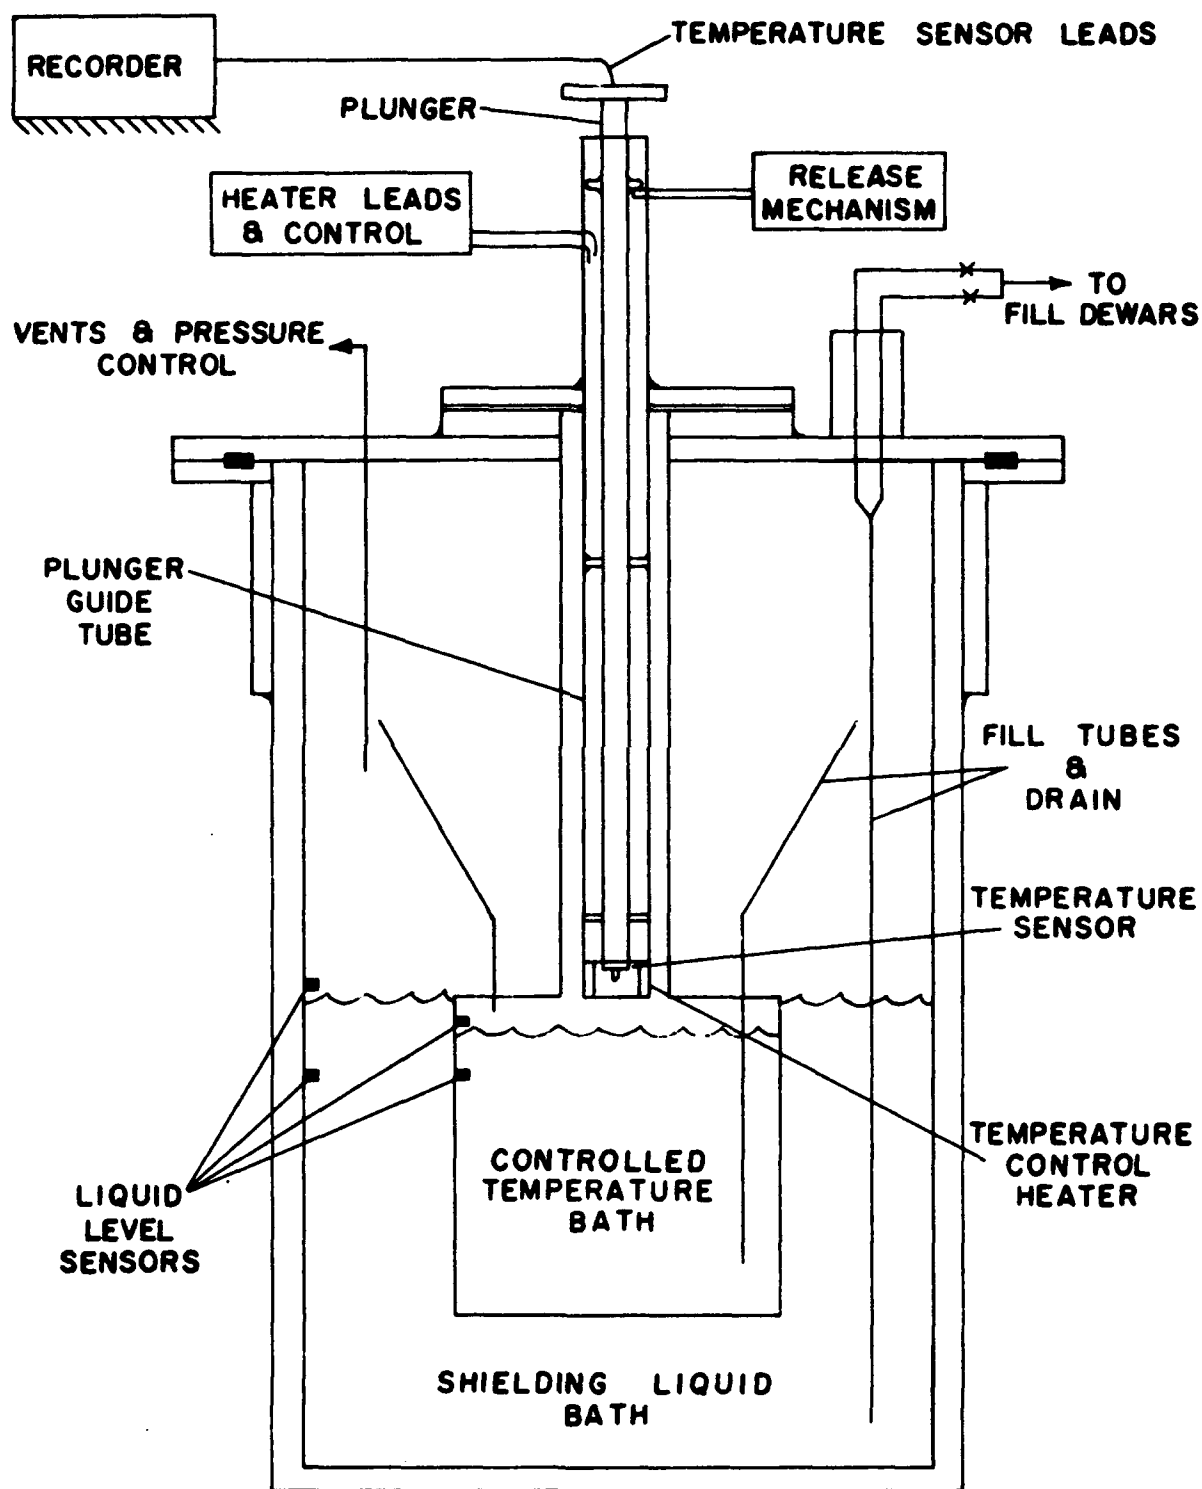 TEMPERATURE SENSOR LEADS
RECORDER
PLUNGER
RELEASE
MECHANISM
HEATER LEADS
& CONTROL
TO
FILL DEWARS
VENTS & PRESSURE
CONTROL
PLUNGER
GUIDE
TUBE
FILL TUBES
&
DRAIN
TEMPERATURE
SENSOR
TEMPERATURE
CONTROL
HEATER
CONTROLLED
TEMPERATURE
BATH
LIQUID
LEVEL
SENSORS
SHIELDING LIQUID
BATH